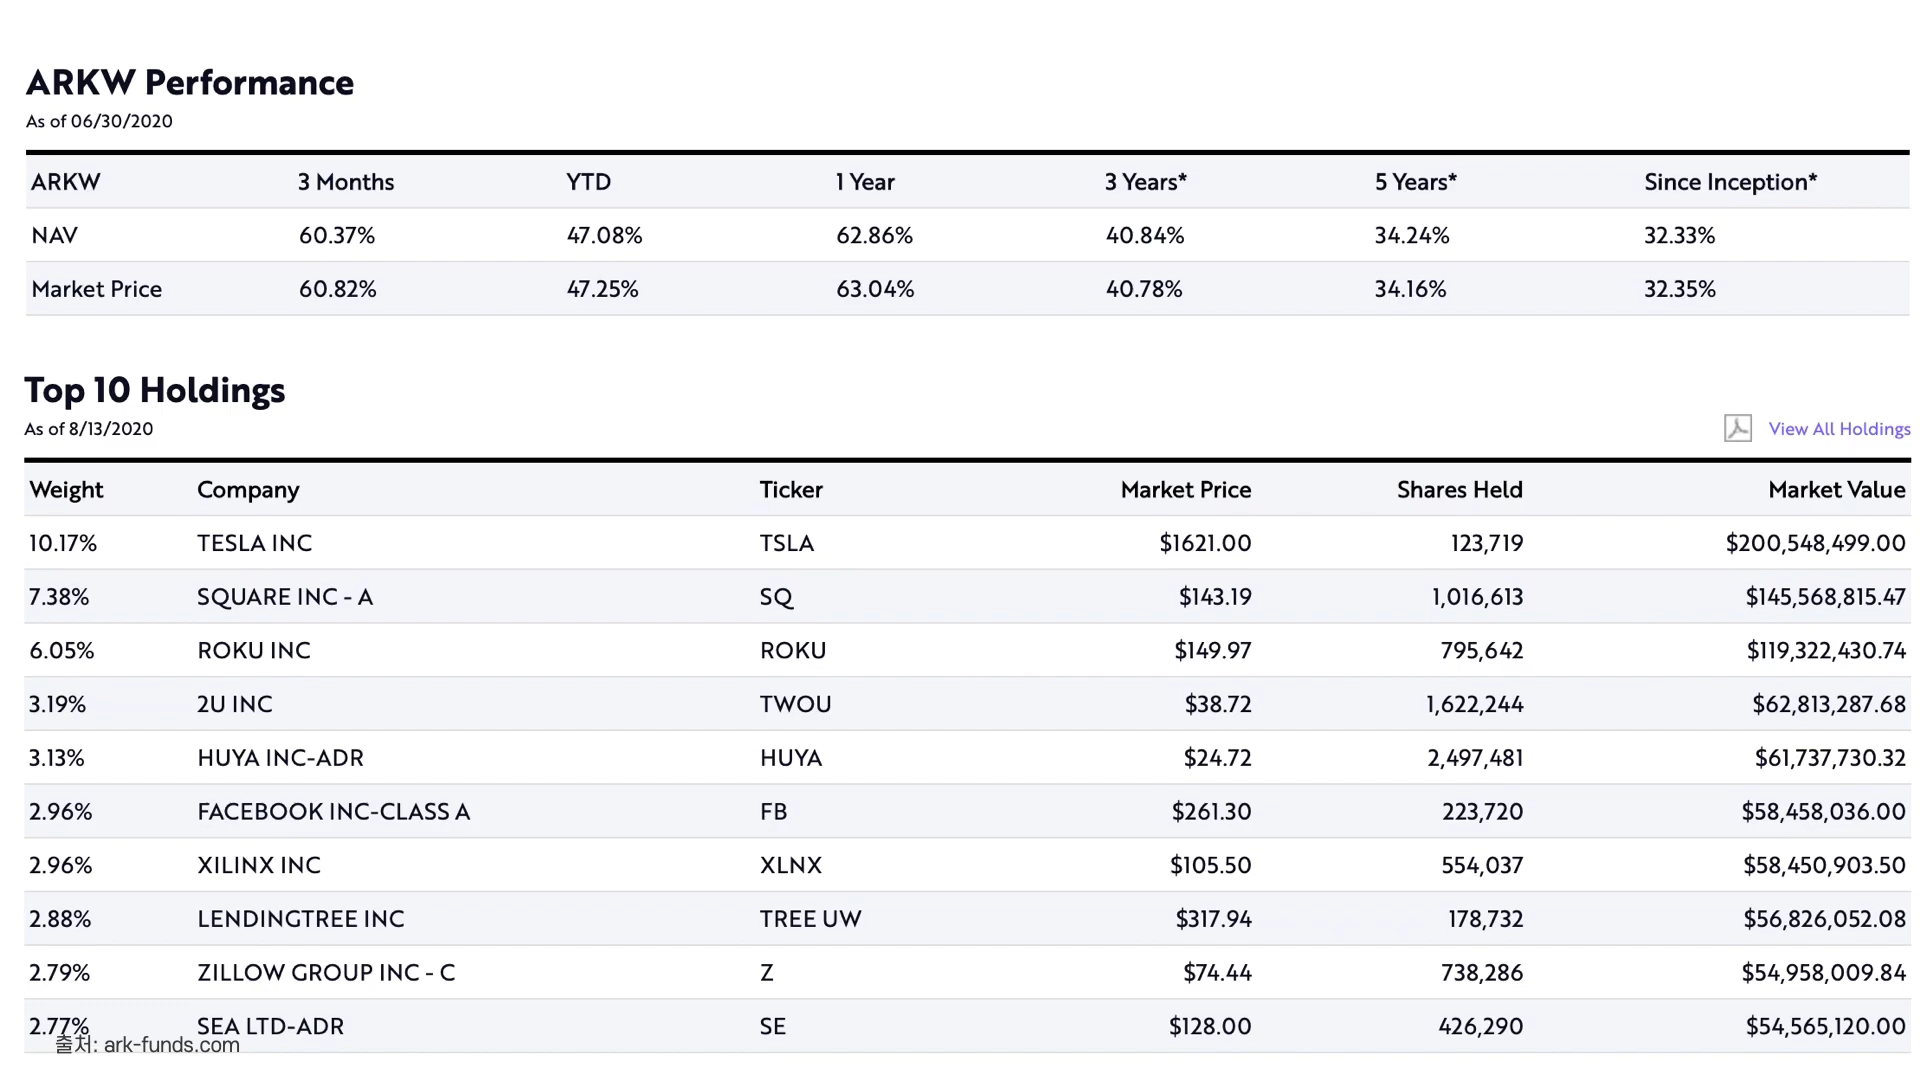 ARKW Performance
As of 06/30/2020
ARKW 3 Months YTD 1 Year 3 Years* 5 Years* Since Inception*
NAV 60.37% 47.08% 62.86% 40.84% 34.24% 32.33%
Market Price 60.82% 47.25% 63.04% 40.78% 34.16% 32.35%
Top 10 Holdings
As of 8/13/2020 View All Holdings
Weight Company Ticker Market Price Shares Held Market Value
10.17% TESLA INC TSLA $1621.00 123,719 $200,548,499.00
7.38% SQUARE INC - A SQ $143.19 1,016,613 $145,568,815.47
6.05% ROKU INC ROKU $149.97 795,642 $119,322,430.74
3.19% 2U INC TWOU $38.72 1,622,244 $62,813,287.68
3.13% HUYA INC-ADR HUYA $24.72 2,497,481 $61,737,730.32
2.96% FACEBOOK INC-CLASS A FB $261.30 223,720 $58,458,036.00
2.96% XILINX INC XLNX $105.50 554,037 $58,450,903.50
2.88% LENDINGTREE INC TREE UW $317.94 178,732 $56,826,052.08
2.79% ZILLOW GROUP INC - C Z $74.44 738,286 $54,958,009.84
2.77% SEA LTD-ADR SE $128.00 426,290 $54,565,120.00
출처: ark-funds.com